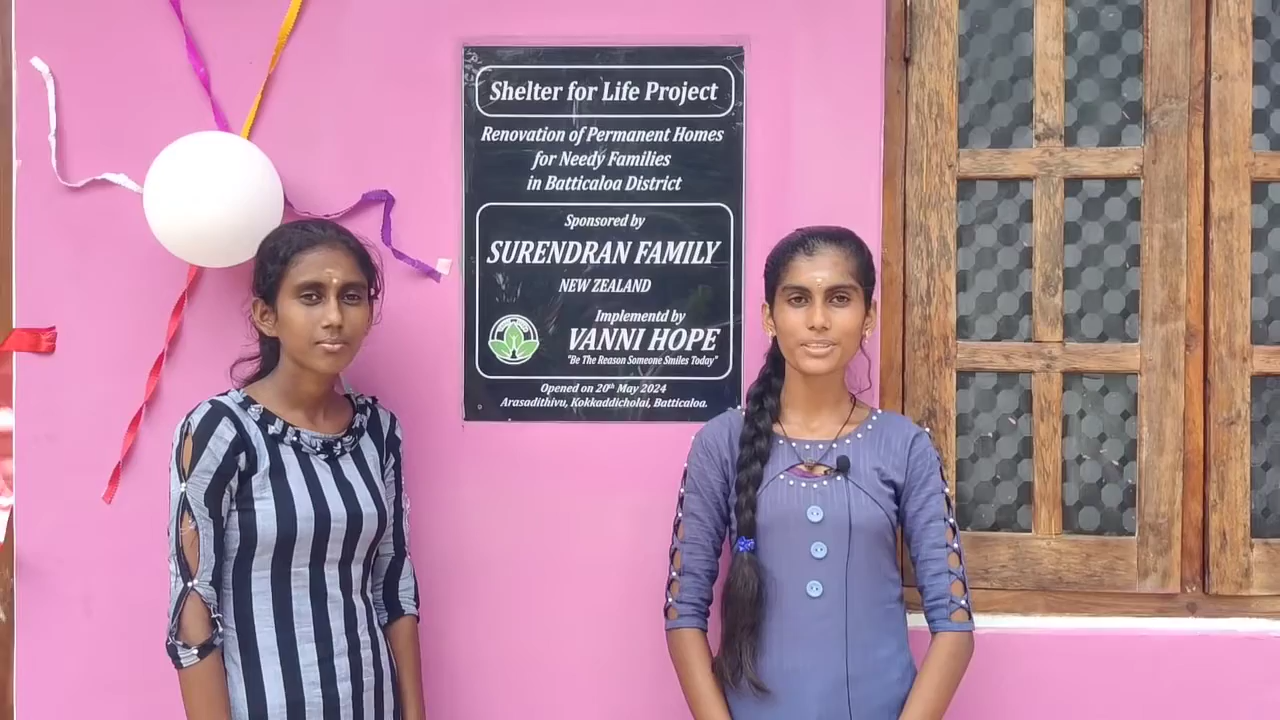 Shelter for Life Project
Renovation of Permanent Homes
for Needy Families
in Batticaloa District
Sponsored by
SURENDRAN FAMILY
NEW ZEALAND
Implementd by
VANNI HOPE
"Be The Reason Someone Smiles Today"
Opened on 20th May 2024
Arasadithivu, Kokkaddicholai, Batticaloa.